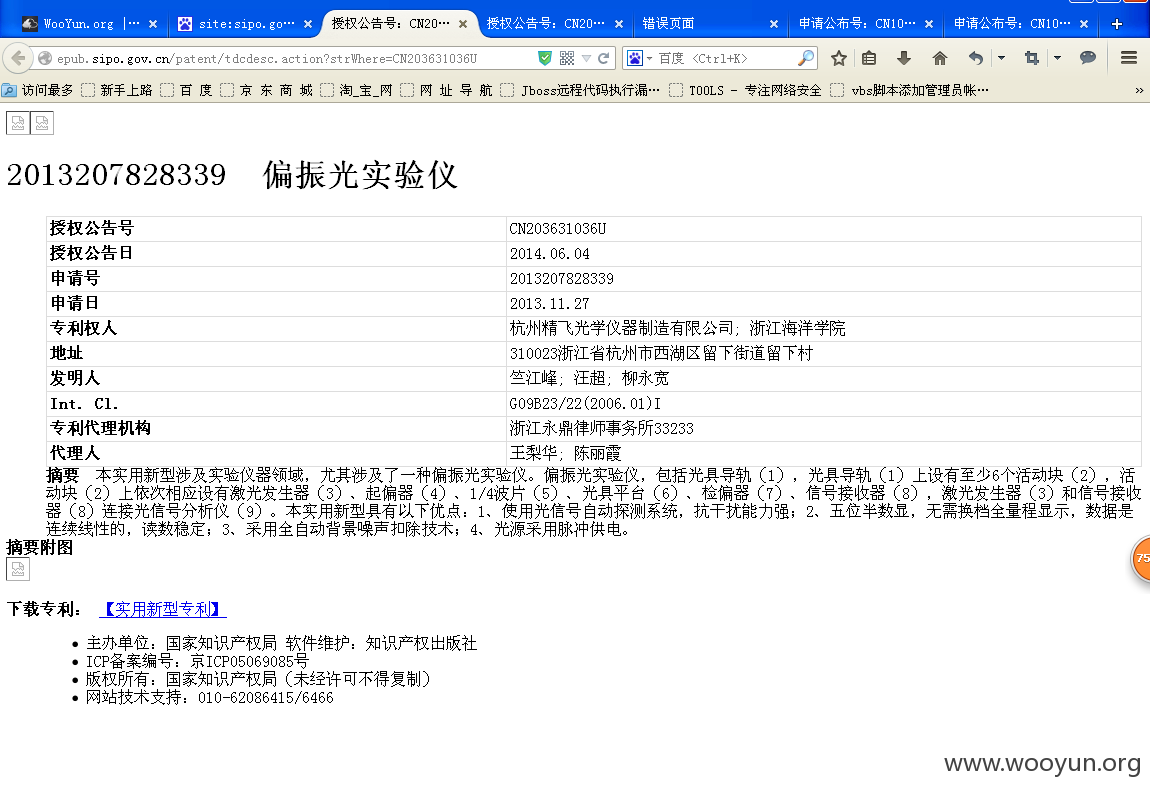 WooYun.org |…
site:sipo.go…
授权公告号: CN20…
授权公告号: CN20…
错误页面
申请公布号: CN10…
申请公布号: CN10…
epub.sipo.gov.cn/patent/tdcdesc.action?strWhere=CN203631036U
百度 <Ctrl+K>
访问最多 新手上路 百 度 京 东 商 城 淘_宝_网 网 址 导 航 Jboss远程代码执行漏… TOOLS - 专注网络安全 vbs脚本添加管理员帐… »
2013207828339 偏振光实验仪
授权公告号 CN203631036U
授权公告日 2014.06.04
申请号 2013207828339
申请日 2013.11.27
专利权人 杭州精飞光学仪器制造有限公司; 浙江海洋学院
地址 310023浙江省杭州市西湖区留下街道留下村
发明人 竺江峰; 汪超; 柳永宽
Int. Cl. G09B23/22(2006.01)I
专利代理机构 浙江永鼎律师事务所33233
代理人 王梨华; 陈丽霞
摘要 本实用新型涉及实验仪器领域，尤其涉及了一种偏振光实验仪。偏振光实验仪，包括光具导轨（1），光具导轨（1）上设有至少6个活动块（2），活
动块（2）上依次相应设有激光发生器（3）、起偏器（4）、1/4波片（5）、光具平台（6）、检偏器（7）、信号接收器（8），激光发生器（3）和信号接收
器（8）连接光信号分析仪（9）。本实用新型具有以下优点：1、使用光信号自动探测系统，抗干扰能力强；2、五位半数显，无需换档全量程显示，数据是
连续线性的，读数稳定；3、采用全自动背景噪声扣除技术；4、光源采用脉冲供电。
摘要附图
75
下载专利： 【实用新型专利】
主办单位：国家知识产权局 软件维护：知识产权出版社
ICP备案编号：京ICP05069085号
版权所有：国家知识产权局（未经许可不得复制）
网站技术支持：010-62086415/6466
www.wooyun.org